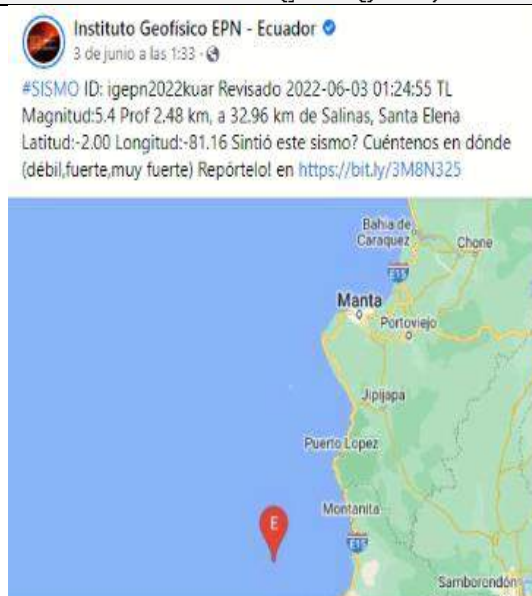 Instituto Geofísico EPN - Ecuador
3 de junio a las 1:33 ·
#SISMO ID: igepn2022kuar Revisado 2022-06-03 01:24:55 TL
Magnitud:5.4 Prof 2.48 km, a 32.96 km de Salinas, Santa Elena
Latitud:-2.00 Longitud:-81.16 Sintió este sismo? Cuéntenos en dónde
(débil,fuerte,muy fuerte) Repórtelo! en https://bit.ly/3M8N325
Bahia de
Caraquez
Chone
E15
Manta
Portoviejo
Jipijapa
Puerto Lopez
Montanita
E
E15
Samborondón